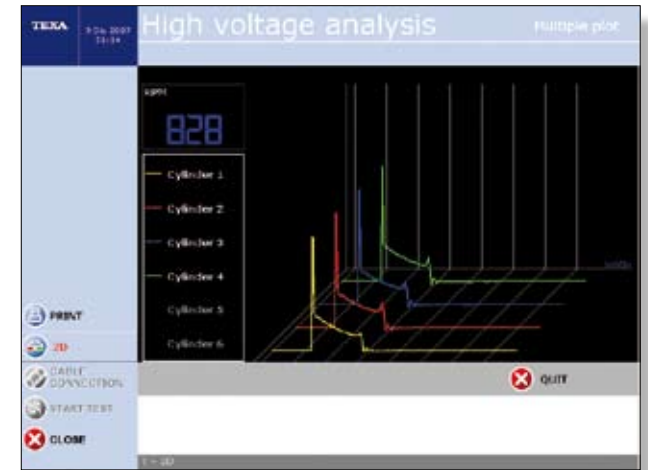 TEXA
High voltage analysis
Multiple plot
RPM
828
Cylinder 1
Cylinder 2
Cylinder 3
Cylinder 4
Cylinder 5
Cylinder 6
PRINT
2D
CABLE
CONNECTION
START TEST
CLOSE
QUIT